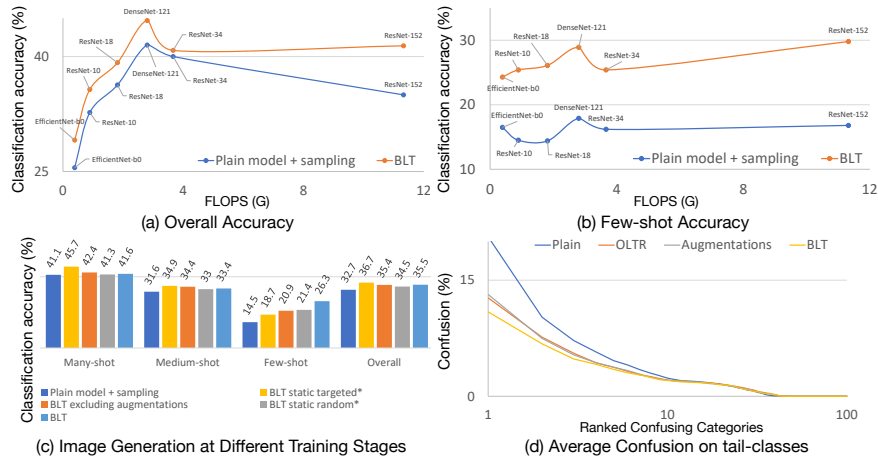 Classification accuracy (%)
40
25
0
4
8
12
FLOPS (G)
EfficientNet-b0
ResNet-10
ResNet-18
DenseNet-121
ResNet-34
ResNet-152
EfficientNet-b0
ResNet-10
ResNet-18
DenseNet-121
ResNet-34
ResNet-152
Plain model + sampling
BLT
(a) Overall Accuracy
Classification accuracy (%)
30
20
10
0
4
8
12
FLOPS (G)
EfficientNet-b0
ResNet-10
ResNet-18
DenseNet-121
ResNet-34
ResNet-152
EfficientNet-b0
ResNet-10
ResNet-18
DenseNet-121
ResNet-34
ResNet-152
Plain model + sampling
BLT
(b) Few-shot Accuracy
Classification accuracy (%)
41.1 45.7 42.4 41.3 41.6
31.6 34.9 34.4 33 33.4
14.5 18.7 20.9 21.4 26.3
32.7 36.7 35.4 34.5 35.5
Many-shot Medium-shot Few-shot Overall
Plain model + sampling BLT static targeted*
BLT excluding augmentations BLT static random*
BLT
(c) Image Generation at Different Training Stages
Plain OLTR Augmentations BLT
Confusion (%)
15
0
1 10 100
Ranked Confusing Categories
(d) Average Confusion on tail-classes